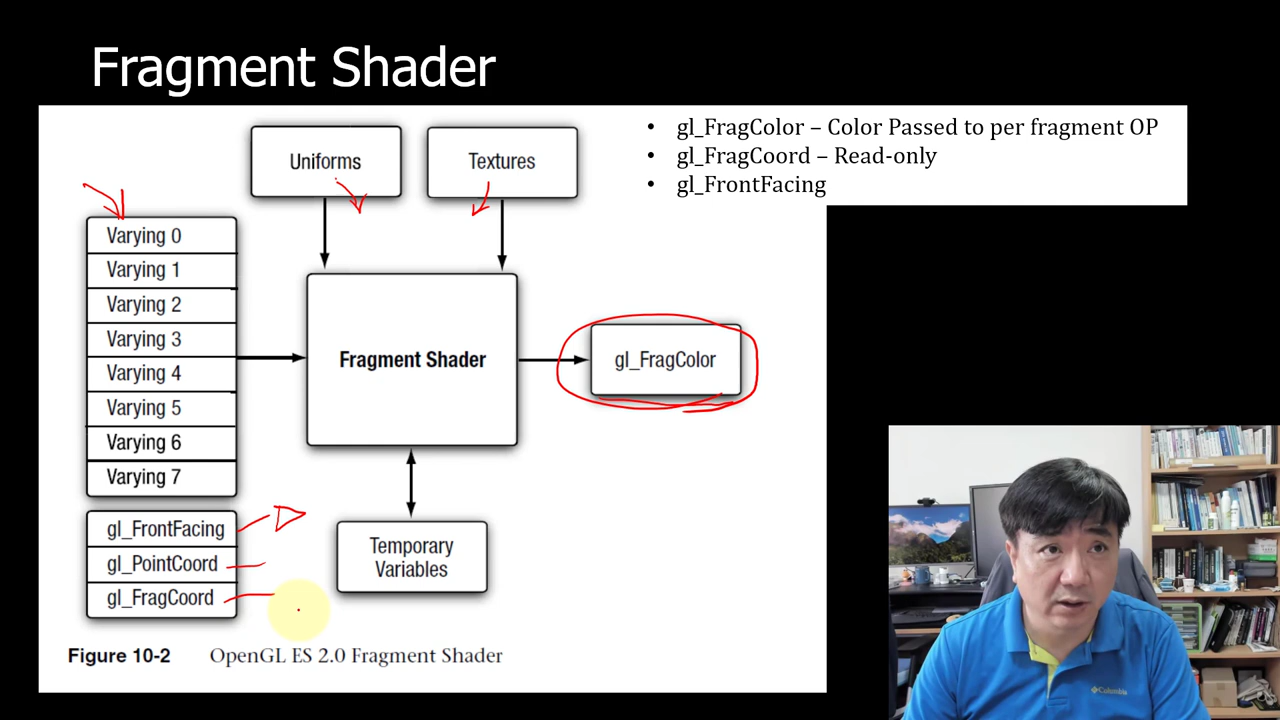 Fragment Shader
• gl_FragColor – Color Passed to per fragment OP
• gl_FragCoord – Read-only
• gl_FrontFacing
Uniforms
Textures
Varying 0
Varying 1
Varying 2
Varying 3
Varying 4
Varying 5
Varying 6
Varying 7
gl_FrontFacing
gl_PointCoord
gl_FragCoord
Fragment Shader
gl_FragColor
Temporary
Variables
Figure 10-2 OpenGL ES 2.0 Fragment Shader
Columbia